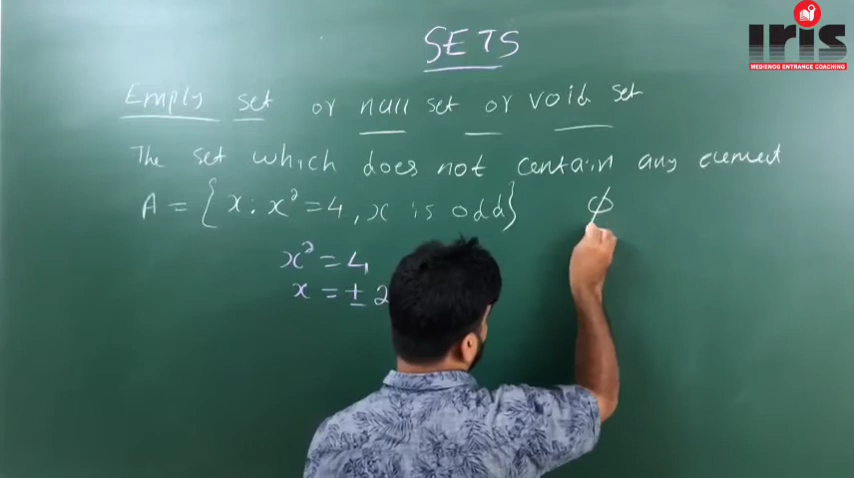 SETS
IRIS
MEDIENGG ENTRANCE COACHING
Empty set or null set or void set
The set which does not contain any element
A = {x : x² = 4, x is odd} ϕ
x² = 4,
x = ± 2